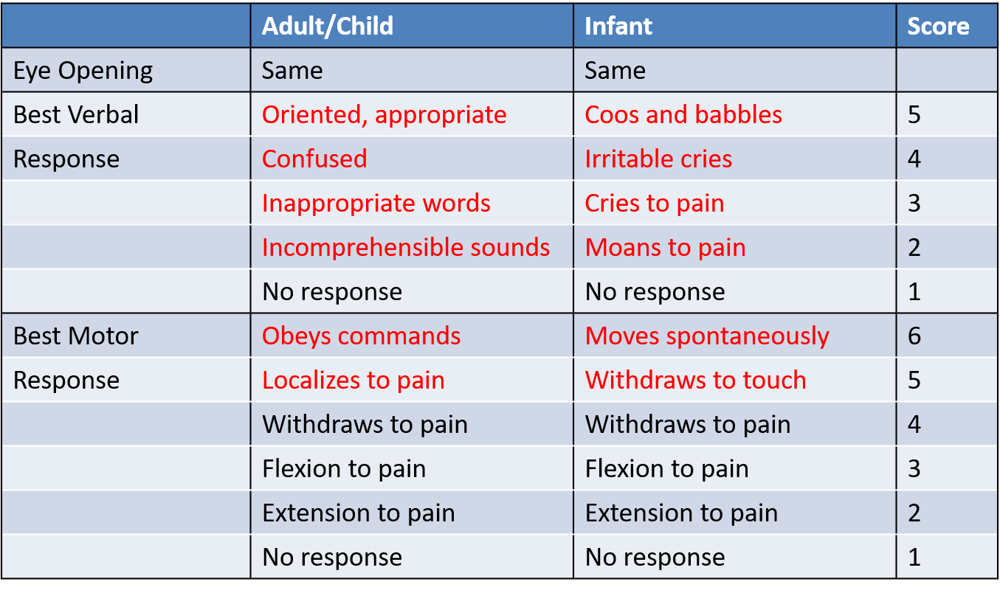 Adult/Child Infant Score
Eye Opening Same Same
Best Verbal Oriented, appropriate Coos and babbles 5
Response Confused Irritable cries 4
Inappropriate words Cries to pain 3
Incomprehensible sounds Moans to pain 2
No response No response 1
Best Motor Obeys commands Moves spontaneously 6
Response Localizes to pain Withdraws to touch 5
Withdraws to pain Withdraws to pain 4
Flexion to pain Flexion to pain 3
Extension to pain Extension to pain 2
No response No response 1